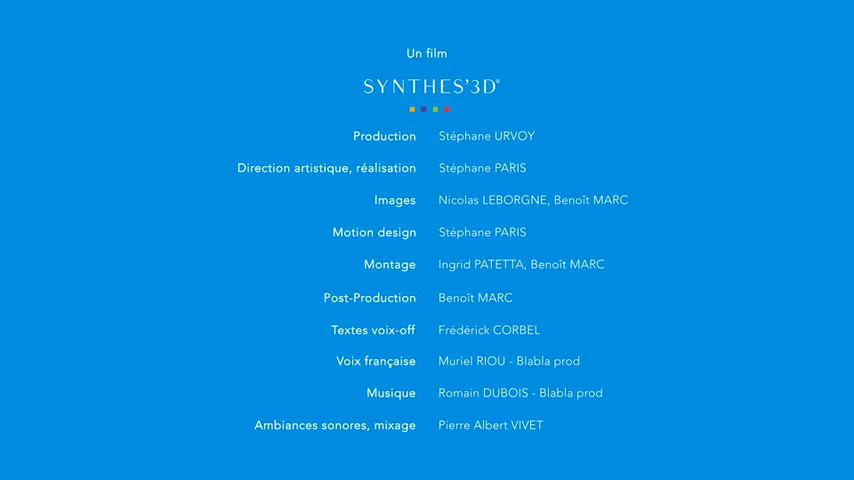 Un film
SYNTHES'3D®
Production Stéphane URVOY
Direction artistique, réalisation Stéphane PARIS
Images Nicolas LEBORGNE, Benoît MARC
Motion design Stéphane PARIS
Montage Ingrid PATETTA, Benoît MARC
Post-Production Benoît MARC
Textes voix-off Frédérick CORBEL
Voix française Muriel RIOU - Blabla prod
Musique Romain DUBOIS - Blabla prod
Ambiances sonores, mixage Pierre Albert VIVET